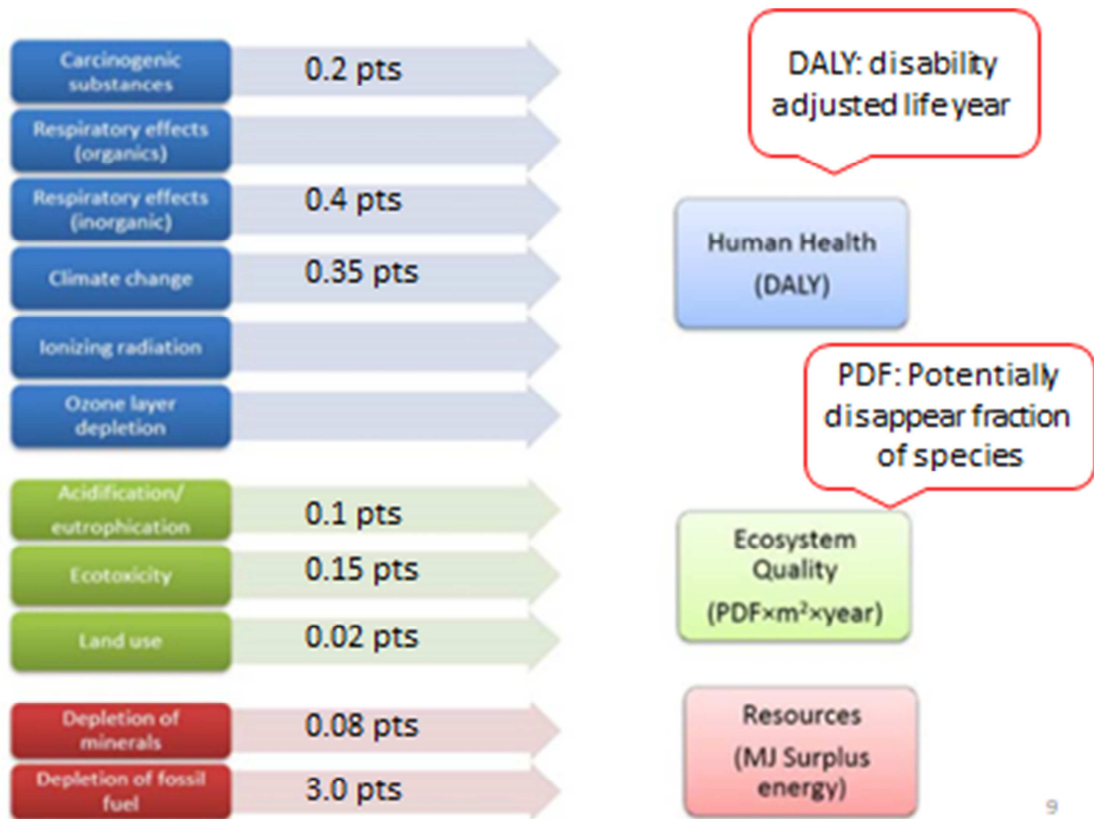 Carcinogenic
substances
0.2 pts
Respiratory effects
(organics)
Respiratory effects
(inorganic)
0.4 pts
Climate change
0.35 pts
Ionizing radiation
Ozone layer
depletion
DALY: disability
adjusted life year
Human Health
(DALY)
Acidification/
eutrophication
0.1 pts
Ecotoxicity
0.15 pts
Land use
0.02 pts
PDF: Potentially
disappear fraction
of species
Ecosystem
Quality
(PDF×m²×year)
Depletion of
minerals
0.08 pts
Depletion of fossil
fuel
3.0 pts
Resources
(MJ Surplus
energy)
9